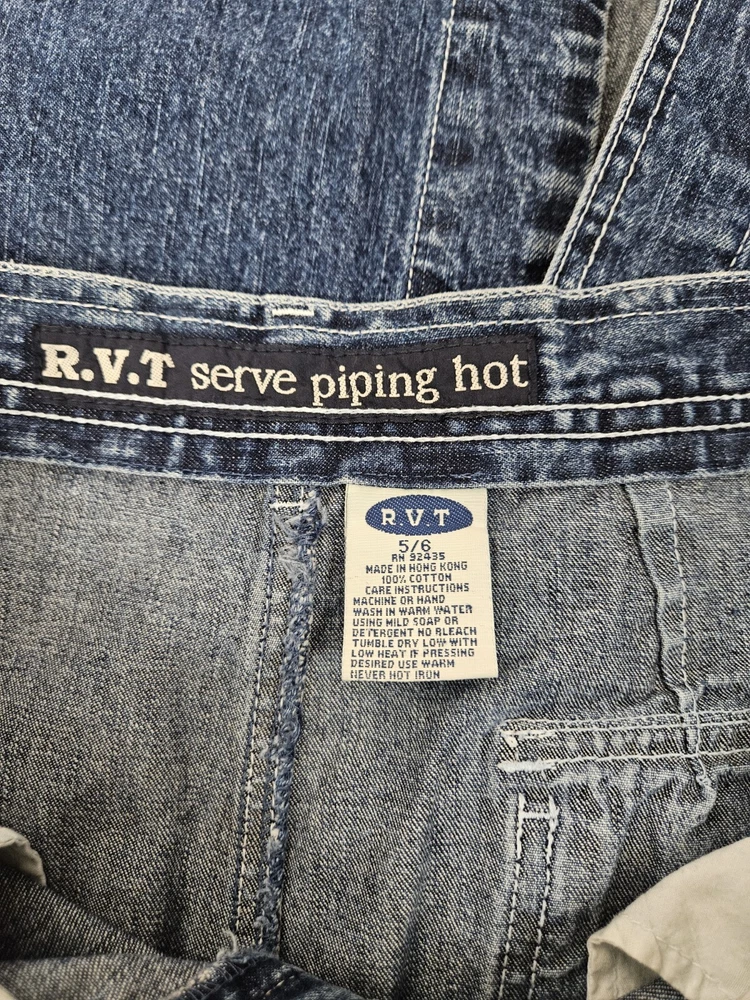 R.V.T serve piping hot
R.V.T
5/6
RN 92435
MADE IN HONG KONG
100% COTTON
CARE INSTRUCTIONS
MACHINE OR HAND
WASH IN WARM WATER
USING MILD SOAP OR
DETERGENT NO BLEACH
TUMBLE DRY LOW WITH
LOW HEAT IF PRESSING
DESIRED USE WARM
NEVER HOT IRON